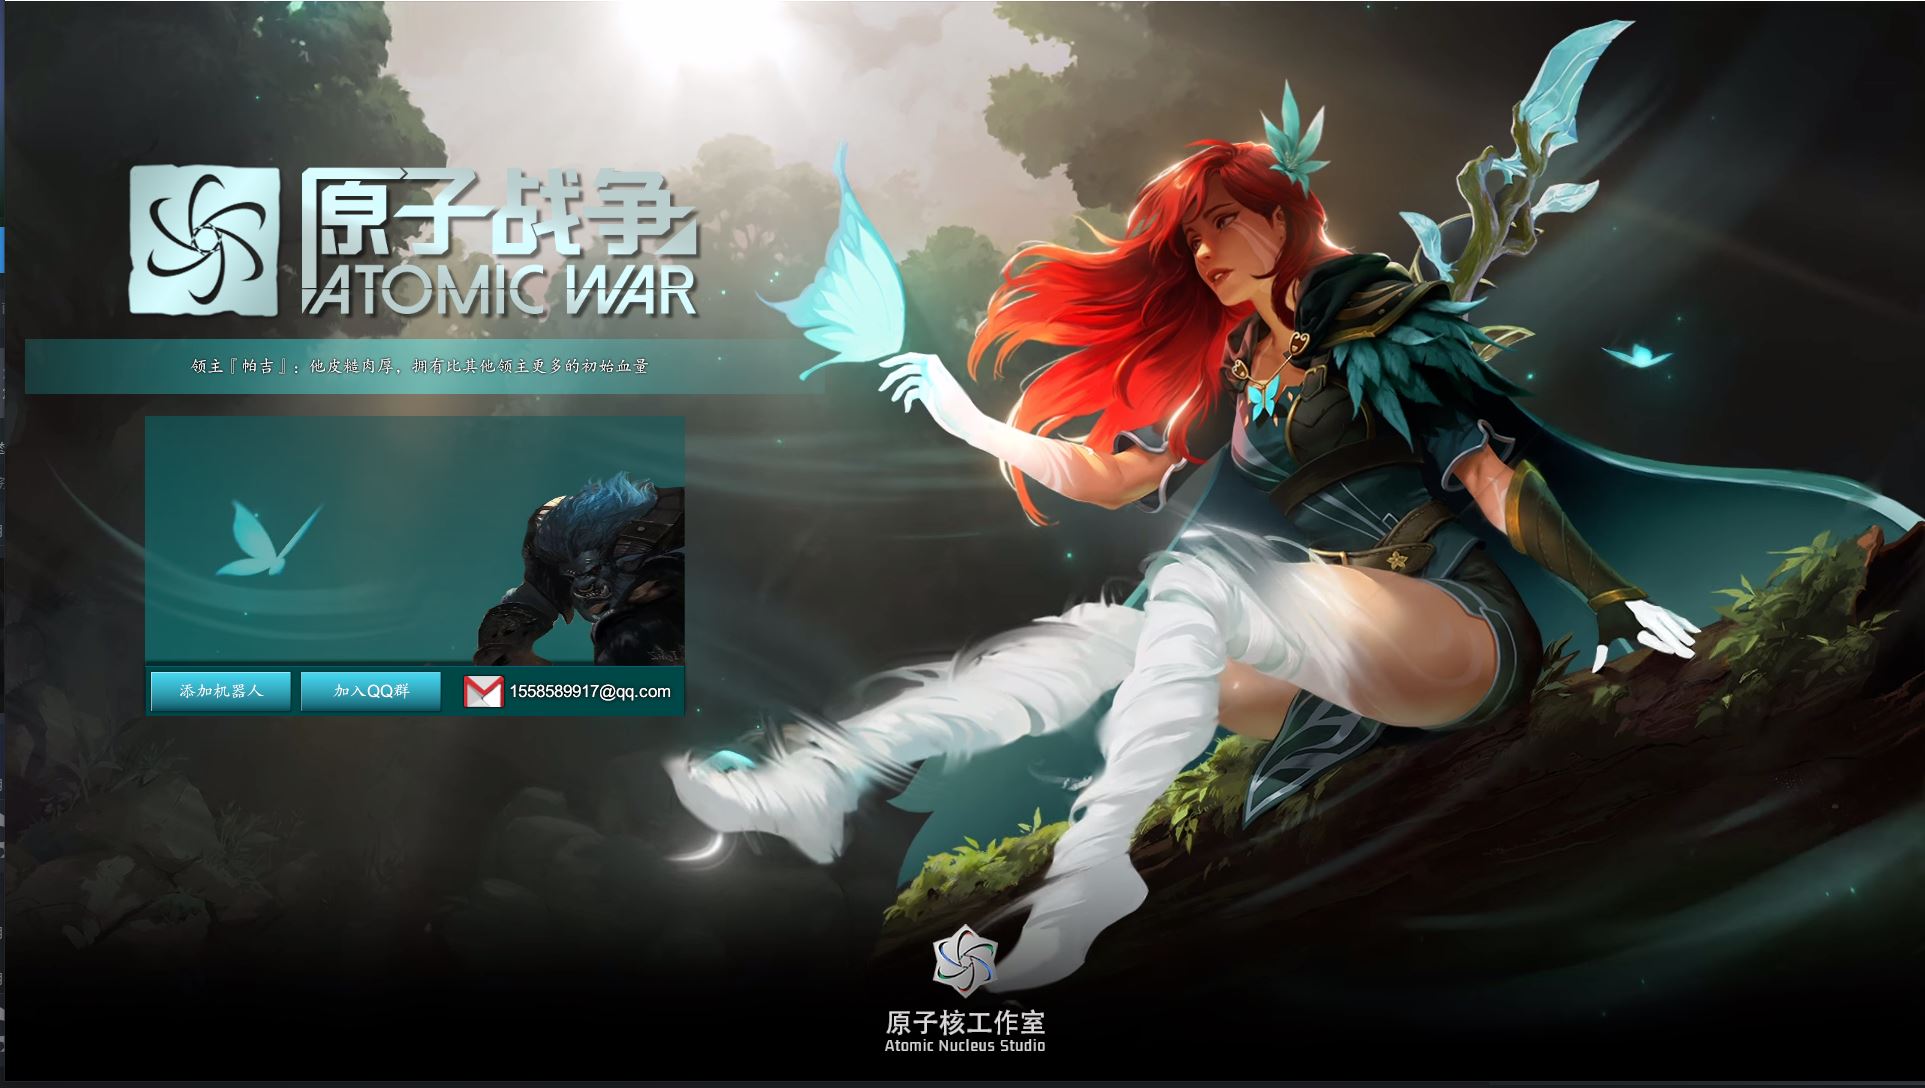 原子战争
ATOMIC WAR
领主『帕吉』：他皮糙肉厚，拥有比其他领主更多的初始血量
添加机器人
加入QQ群
1558589917@qq.com
原子核工作室
Atomic Nucleus Studio